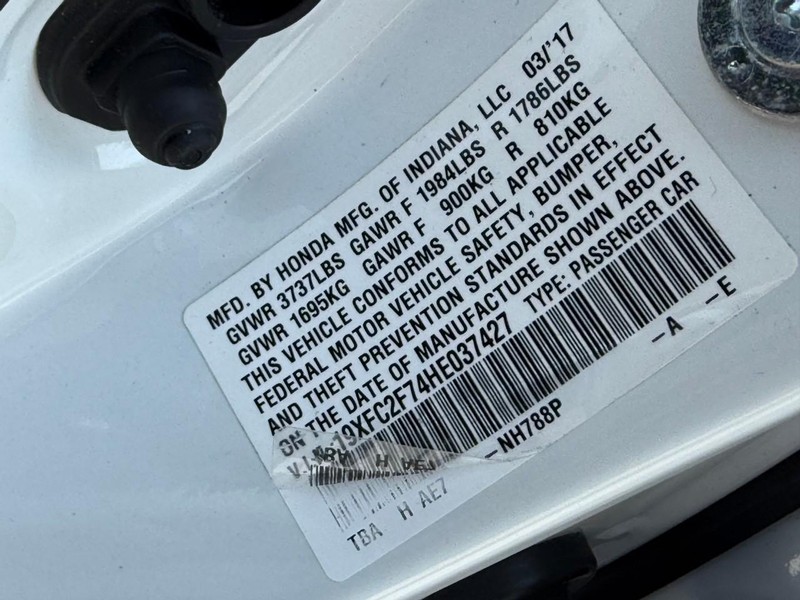 MFD. BY HONDA MFG. OF INDIANA, LLC 03/'17
GVWR 3737LBS GAWR F 1984LBS R 1786LBS
GVWR 1695KG GAWR F 900KG R 810KG
THIS VEHICLE CONFORMS TO ALL APPLICABLE
FEDERAL MOTOR VEHICLE SAFETY, BUMPER,
AND THEFT PREVENTION STANDARDS IN EFFECT
ON THE DATE OF MANUFACTURE SHOWN ABOVE.
19XFC2F74HE037427 TYPE: PASSENGER CAR
TBA H AE7 -NH788P -A -E
TBA H AE7